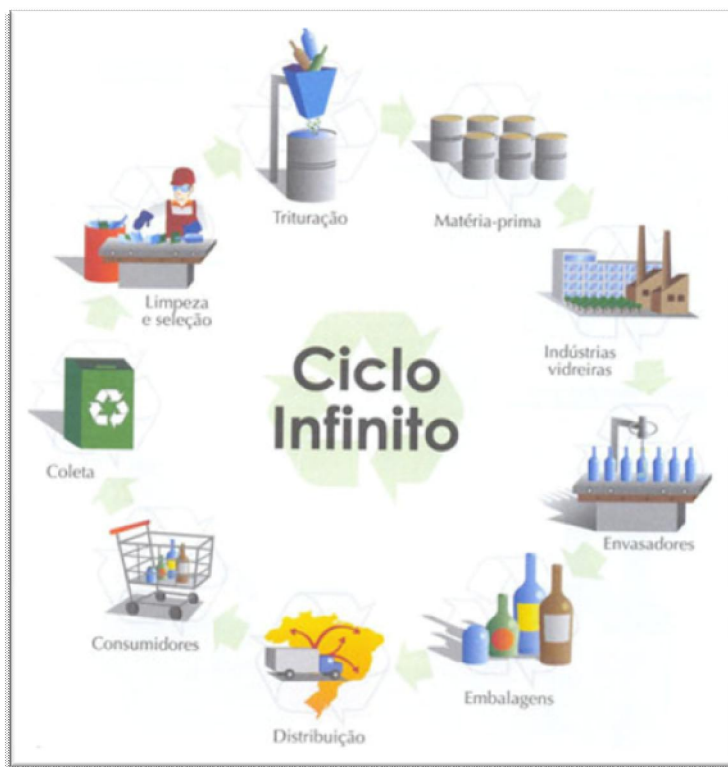 Trituração
Matéria-prima
Limpeza
e seleção
Indústrias
vidreiras
Ciclo
Infinito
Coleta
Envasadores
Consumidores
Embalagens
Distribuição